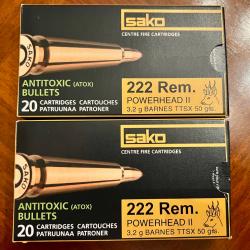 SAKO
sako
CENTRE FIRE CARTRIDGES
ANTITOXIC (ATOX)
BULLETS
20 CARTRIDGES CARTOUCHES
PATRUUNAA PATRONER
222 Rem.
POWERHEAD II
3,2 g BARNES TTSX 50 grs.
SAKO
sako
CENTRE FIRE CARTRIDGES
ANTITOXIC (ATOX)
BULLETS
20 CARTRIDGES CARTOUCHES
PATRUUNAA PATRONER
222 Rem.
POWERHEAD II
3,2 g BARNES TTSX 50 grs.